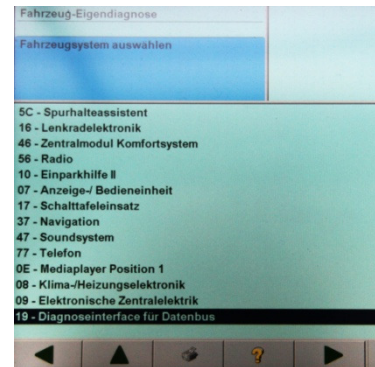 Fahrzeug-Eigendiagnose
Fahrzeugsystem auswählen
5C - Spurhalteassistent
16 - Lenkradelektronik
46 - Zentralmodul Komfortsystem
56 - Radio
10 - Einparkhilfe II
07 - Anzeige-/ Bedieneinheit
17 - Schalttafeleinsatz
37 - Navigation
47 - Soundsystem
77 - Telefon
0E - Mediaplayer Position 1
08 - Klima-/Heizungselektronik
09 - Elektronische Zentralelektrik
19 - Diagnoseinterface für Datenbus
?